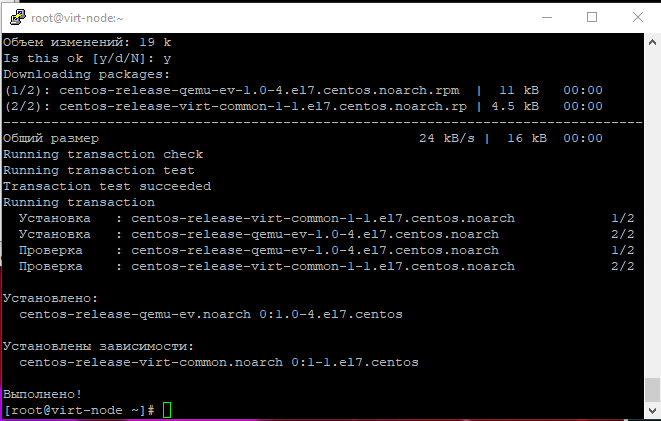 root@virt-node:~
Объем изменений: 19 k
Is this ok [y/d/N]: y
Downloading packages:
(1/2): centos-release-qemu-ev-1.0-4.el7.centos.noarch.rpm  |  11 kB   00:00
(2/2): centos-release-virt-common-1-1.el7.centos.noarch.rp | 4.5 kB   00:00
--------------------------------------------------------------------------------
Общий размер                                        24 kB/s |  16 kB  00:00
Running transaction check
Running transaction test
Transaction test succeeded
Running transaction
  Установка   : centos-release-virt-common-1-1.el7.centos.noarch            1/2
  Установка   : centos-release-qemu-ev-1.0-4.el7.centos.noarch              2/2
  Проверка    : centos-release-qemu-ev-1.0-4.el7.centos.noarch              1/2
  Проверка    : centos-release-virt-common-1-1.el7.centos.noarch            2/2
Установлено:
  centos-release-qemu-ev.noarch 0:1.0-4.el7.centos
Установлены зависимости:
  centos-release-virt-common.noarch 0:1-1.el7.centos
Выполнено!
[root@virt-node ~]#